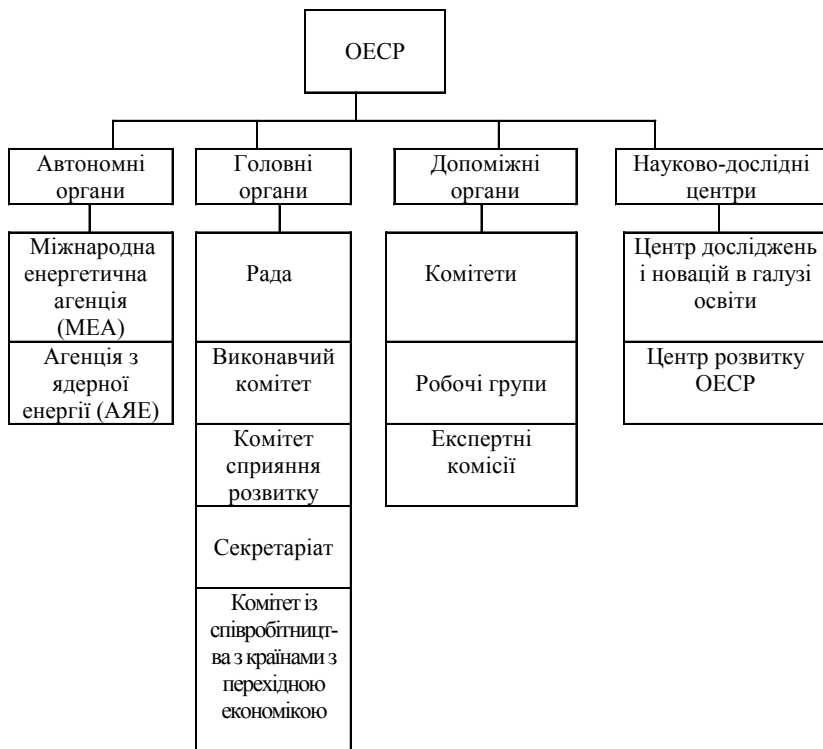 ОЕСР
Автономні
органи
Головні
органи
Допоміжні
органи
Науково-дослідні
центри
Міжнародна
енергетична
агенція
(МЕА)
Агенція з
ядерної
енергії (АЯЕ)
Рада
Виконавчий
комітет
Комітет
сприяння
розвитку
Секретаріат
Комітет із
співробітницт-
ва з країнами з
перехідною
економікою
Комітети
Робочі групи
Експертні
комісії
Центр досліджень
і новацій в галузі
освіти
Центр розвитку
ОЕСР